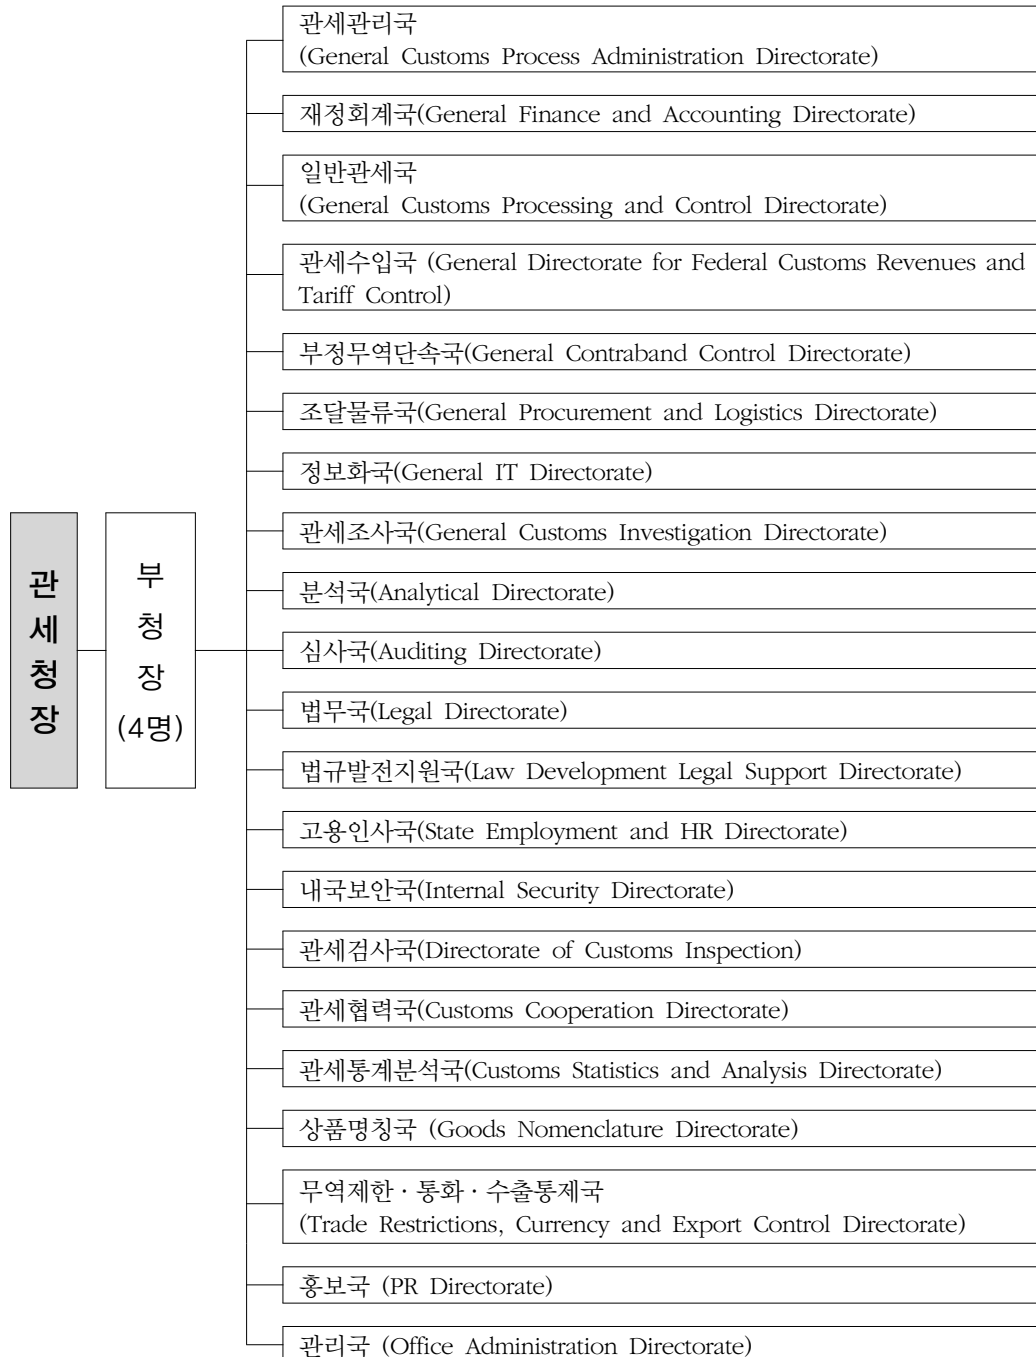 관세청장
부청장
(4명)
관세관리국
(General Customs Process Administration Directorate)
재정회계국(General Finance and Accounting Directorate)
일반관세국
(General Customs Processing and Control Directorate)
관세수입국 (General Directorate for Federal Customs Revenues and
Tariff Control)
부정무역단속국(General Contraband Control Directorate)
조달물류국(General Procurement and Logistics Directorate)
정보화국(General IT Directorate)
관세조사국(General Customs Investigation Directorate)
분석국(Analytical Directorate)
심사국(Auditing Directorate)
법무국(Legal Directorate)
법규발전지원국(Law Development Legal Support Directorate)
고용인사국(State Employment and HR Directorate)
내국보안국(Internal Security Directorate)
관세검사국(Directorate of Customs Inspection)
관세협력국(Customs Cooperation Directorate)
관세통계분석국(Customs Statistics and Analysis Directorate)
상품명칭국 (Goods Nomenclature Directorate)
무역제한 · 통화 · 수출통제국
(Trade Restrictions, Currency and Export Control Directorate)
홍보국 (PR Directorate)
관리국 (Office Administration Directorate)